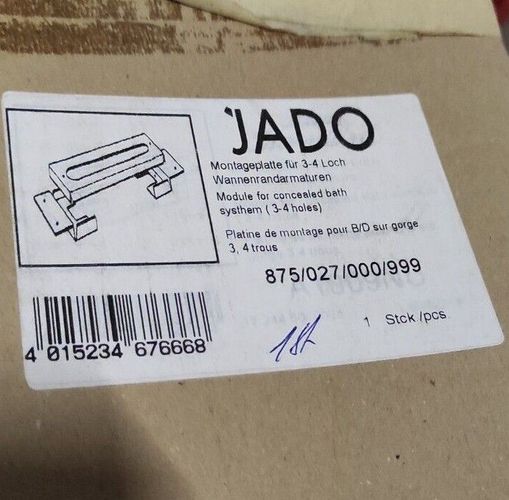 JADO
Montageplatte für 3-4 Loch
Wannenrandarmaturen
Module for concealed bath
systhem ( 3-4 holes)
Platine de montage pour B/D sur gorge
3, 4 trous
875/027/000/999
1 Stck./pcs.
4 015234 676668